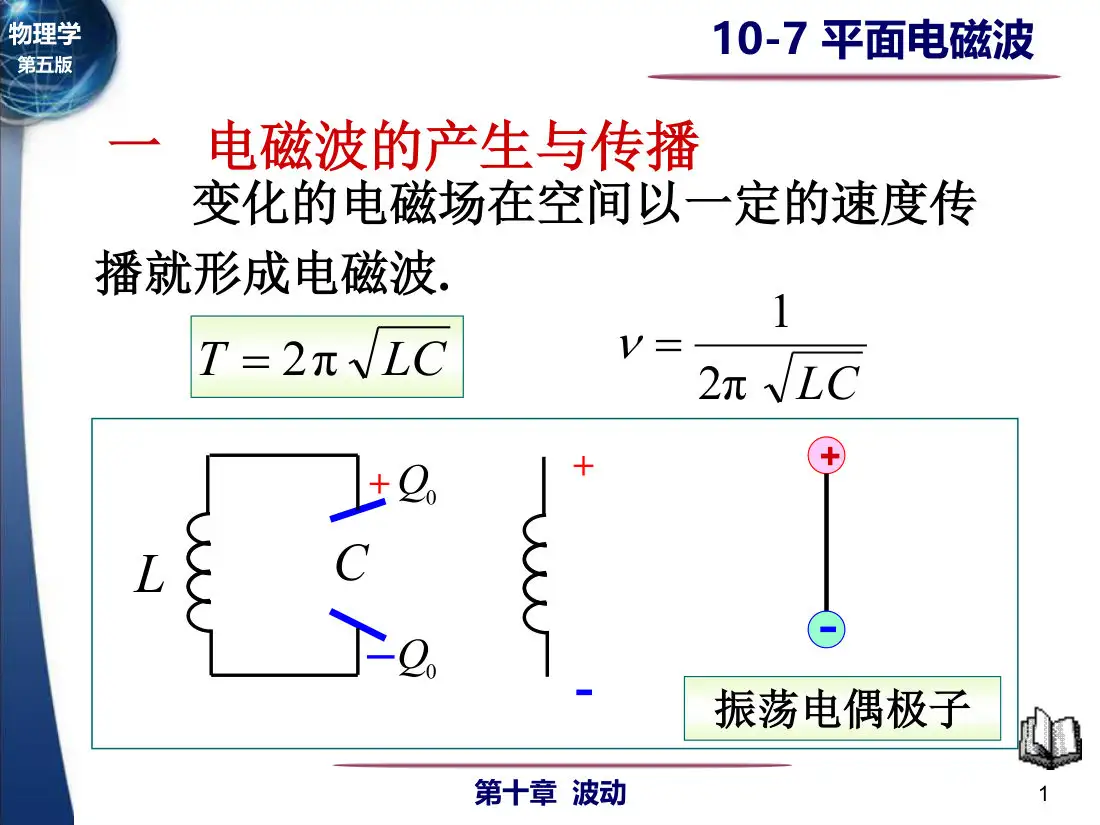 物理学
第五版
10-7 平面电磁波
一 电磁波的产生与传播
变化的电磁场在空间以一定的速度传
播就形成电磁波.
T = 2π√LC
ν = 1/(2π√LC)
+ Q₀
L
C
− Q₀
+
-
+
-
振荡电偶极子
第十章 波动
1